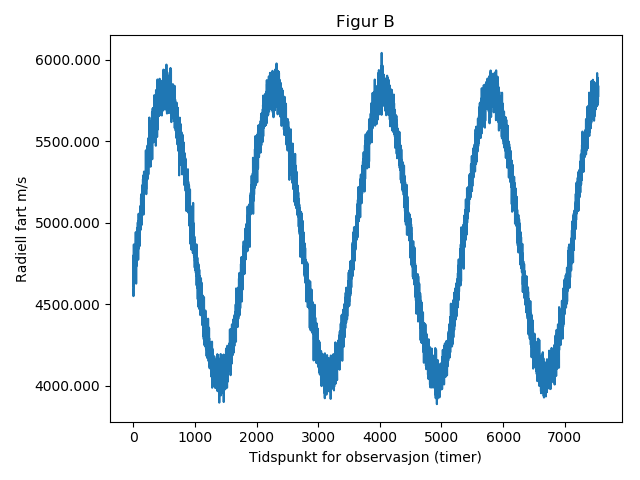 Figur B
6000.000
5500.000
5000.000
4500.000
4000.000
Radiell fart m/s
0 1000 2000 3000 4000 5000 6000 7000
Tidspunkt for observasjon (timer)